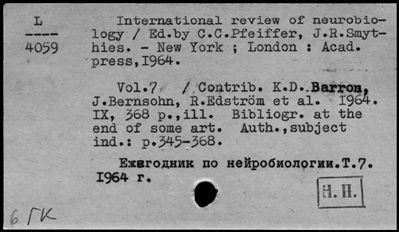 L
----
4059
International review of neurobio-
logy / Ed.by C.C.Pfeiffer, J.R.Smyt-
hies. - New York ; London : Acad.
press,1964.
Vol.7 / Contrib. K.D. Barron,
J.Bernsohn, R.Edström et al. 1964.
IX, 368 p.,ill. Bibliogr. at the
end of some art. Auth.,subject
ind.: p.345-368.
Ежегодник по нейробиологии.Т.7.
1964 г.
Н. П.
6 ГК